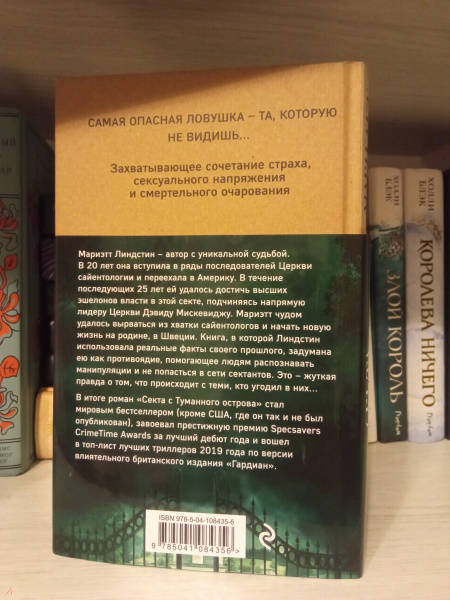 САМАЯ ОПАСНАЯ ЛОВУШКА – ТА, КОТОРУЮ
НЕ ВИДИШЬ...
Захватывающее сочетание страха,
сексуального напряжения
и смертельного очарования
Мариэтт Линдстин – автор с уникальной судьбой.
В 20 лет она вступила в ряды последователей Церкви
сайентологии и переехала в Америку. В течение
последующих 25 лет ей удалось достичь высших
эшелонов власти в этой секте, подчиняясь напрямую
лидеру Церкви Дэвиду Мискевиджу. Мариэтт чудом
удалось вырваться из хватки сайентологов и начать новую
жизнь на родине, в Швеции. Книга, в которой Линдстин
использовала реальные факты своего прошлого, задумана
ею как противоядие, помогающее людям распознавать
манипуляции и не попасться в сети сектантов. Это – жуткая
правда о том, что происходит с теми, кто угодил в них...
В итоге роман «Секта с Туманного острова» стал
мировым бестселлером (кроме США, где он так и не был
опубликован), завоевал престижную премию Specsavers
CrimeTime Awards за лучший дебют года и вошел
в топ-лист лучших триллеров 2019 года по версии
влиятельного британского издания «Гардиан».
ISBN 978-5-04-108435-6
9 785041 084356
ХОЛЛИ
БЛЭК
ЗЛОЙ КОРОЛЬ
ХОЛЛИ
БЛЭК
КОРОЛЕВА НИЧЕГО